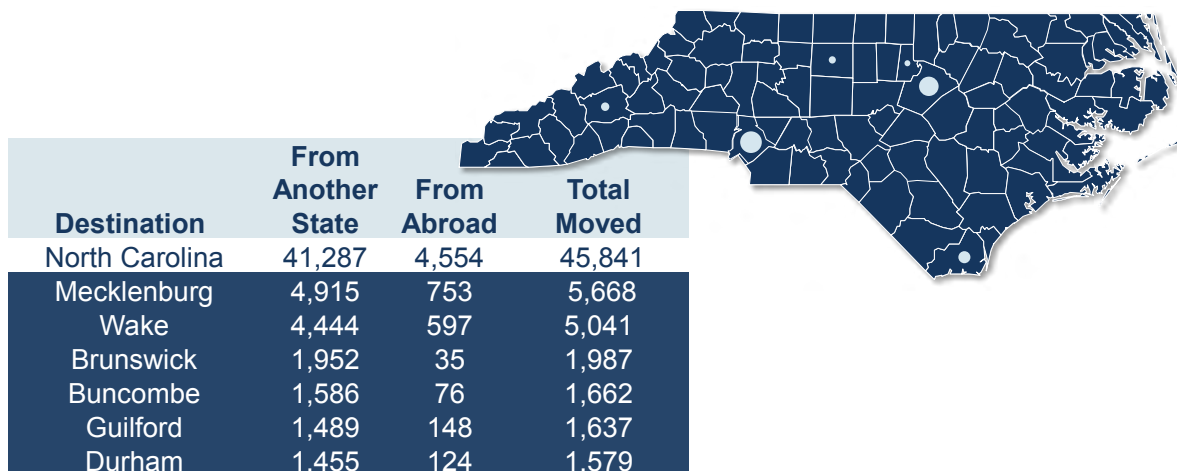 From
Another From Total
Destination State Abroad Moved
North Carolina 41,287 4,554 45,841
Mecklenburg 4,915 753 5,668
Wake 4,444 597 5,041
Brunswick 1,952 35 1,987
Buncombe 1,586 76 1,662
Guilford 1,489 148 1,637
Durham 1,455 124 1,579